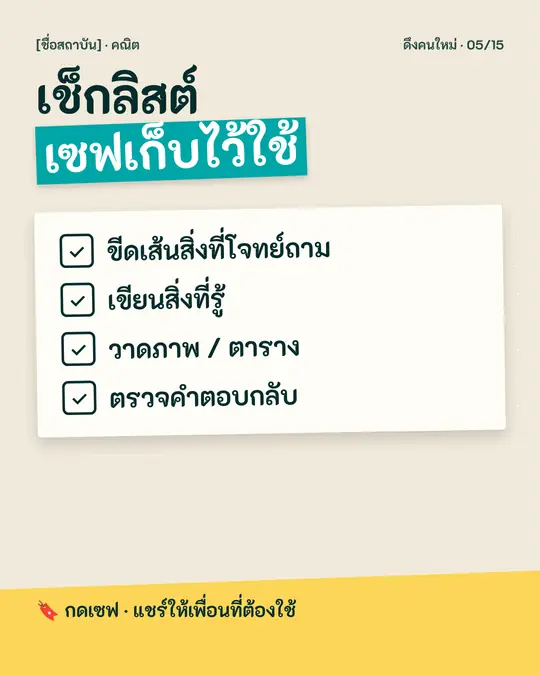 [ชื่อสถาบัน] · คณิต
ดึงคนใหม่ · 05/15
เช็กลิสต์
เซฟเก็บไว้ใช้
ขีดเส้นสิ่งที่โจทย์ถาม
เขียนสิ่งที่รู้
วาดภาพ / ตาราง
ตรวจคำตอบกลับ
🔖 กดเซฟ · แชร์ให้เพื่อนที่ต้องใช้